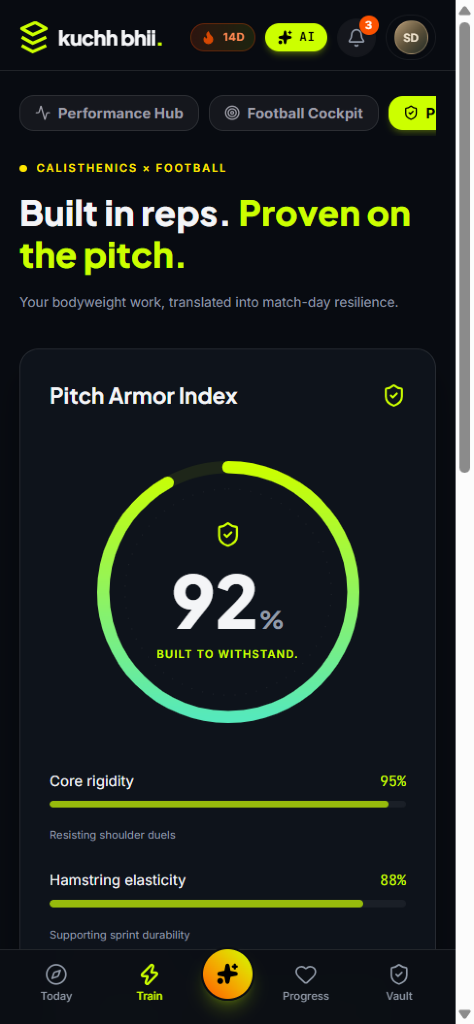 kuchh bhii.
14D
AI
3
SD
Performance Hub
Football Cockpit
P
CALISTHENICS × FOOTBALL
Built in reps. Proven on
the pitch.
Your bodyweight work, translated into match-day resilience.
Pitch Armor Index
92%
BUILT TO WITHSTAND.
Core rigidity 95%
Resisting shoulder duels
Hamstring elasticity 88%
Supporting sprint durability
Today
Train
Progress
Vault